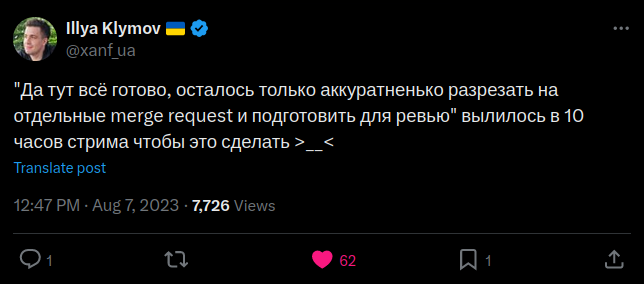 Illya Klymov 🇺🇦
@xanf_ua
"Да тут всё готово, осталось только аккуратненько разрезать на
отдельные merge request и подготовить для ревью" вылилось в 10
часов стрима чтобы это сделать >__<
Translate post
12:47 PM · Aug 7, 2023 · 7,726 Views
1 62 1